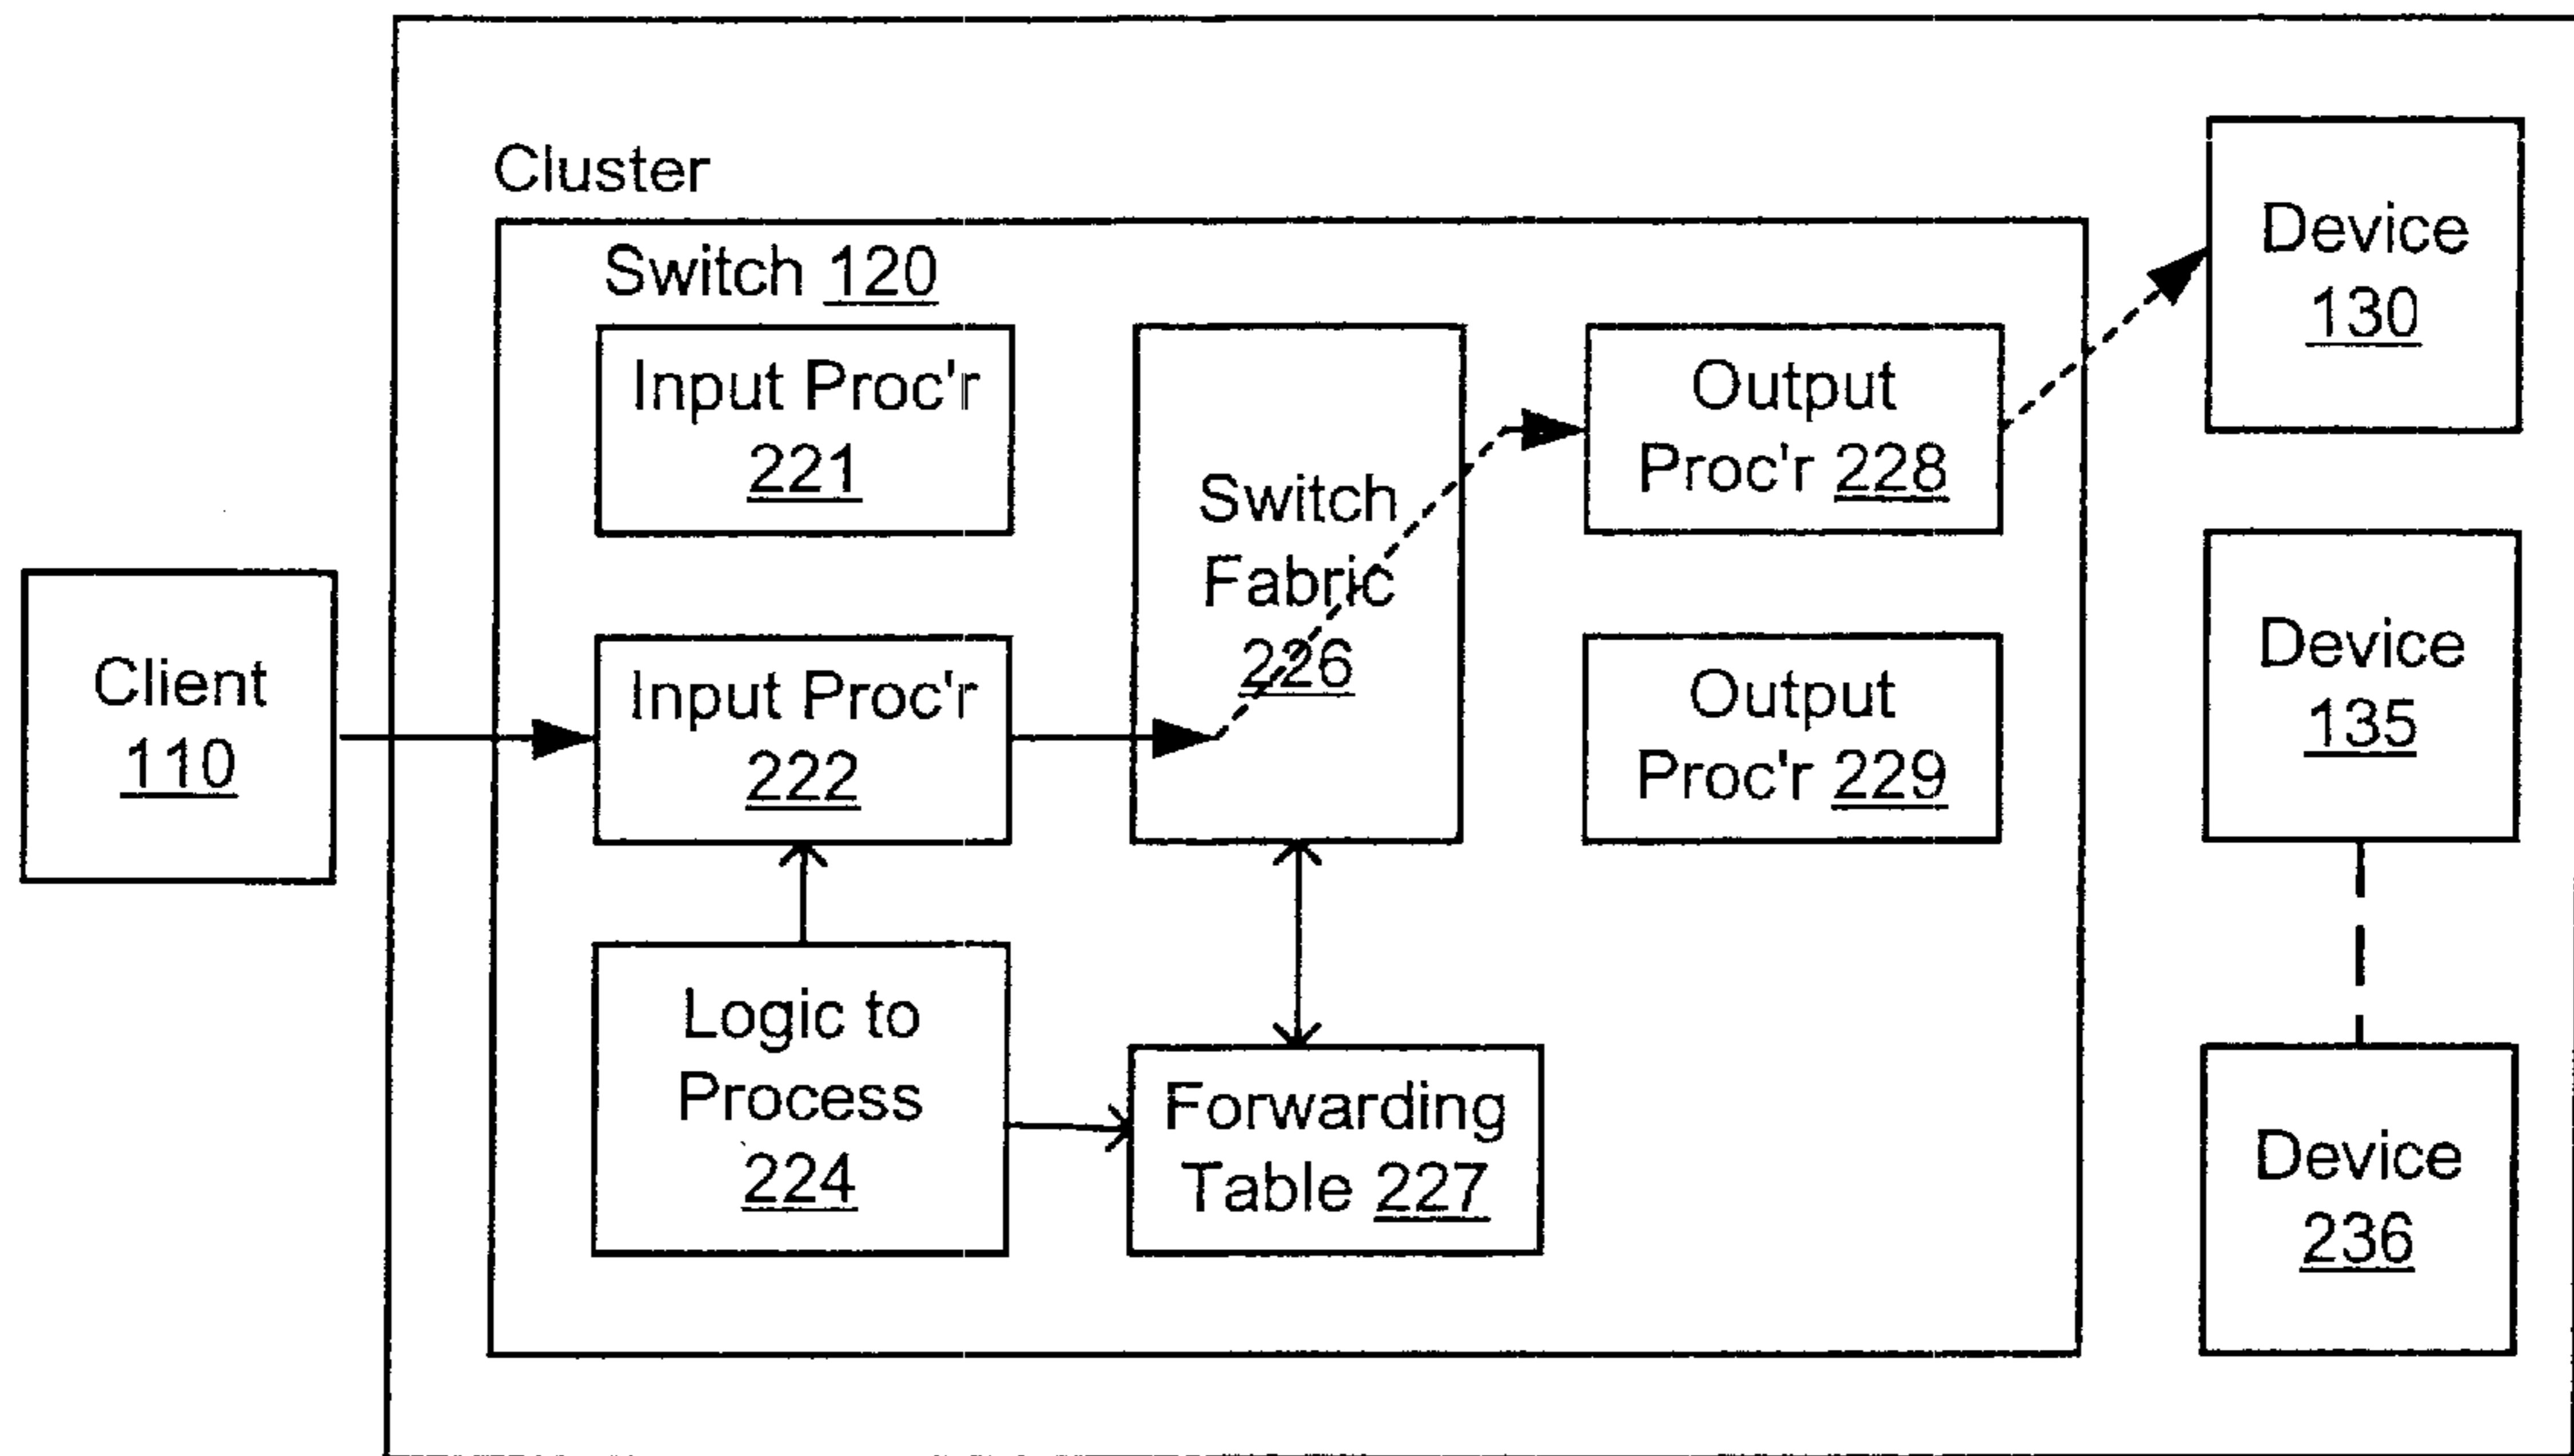 Cluster
Switch 120
Input Proc'r
221
Input Proc'r
222
Logic to
Process
224
Switch
Fabric
226
Forwarding
Table 227
Output
Proc'r 228
Output
Proc'r 229
Client
110
Device
130
Device
135
Device
236